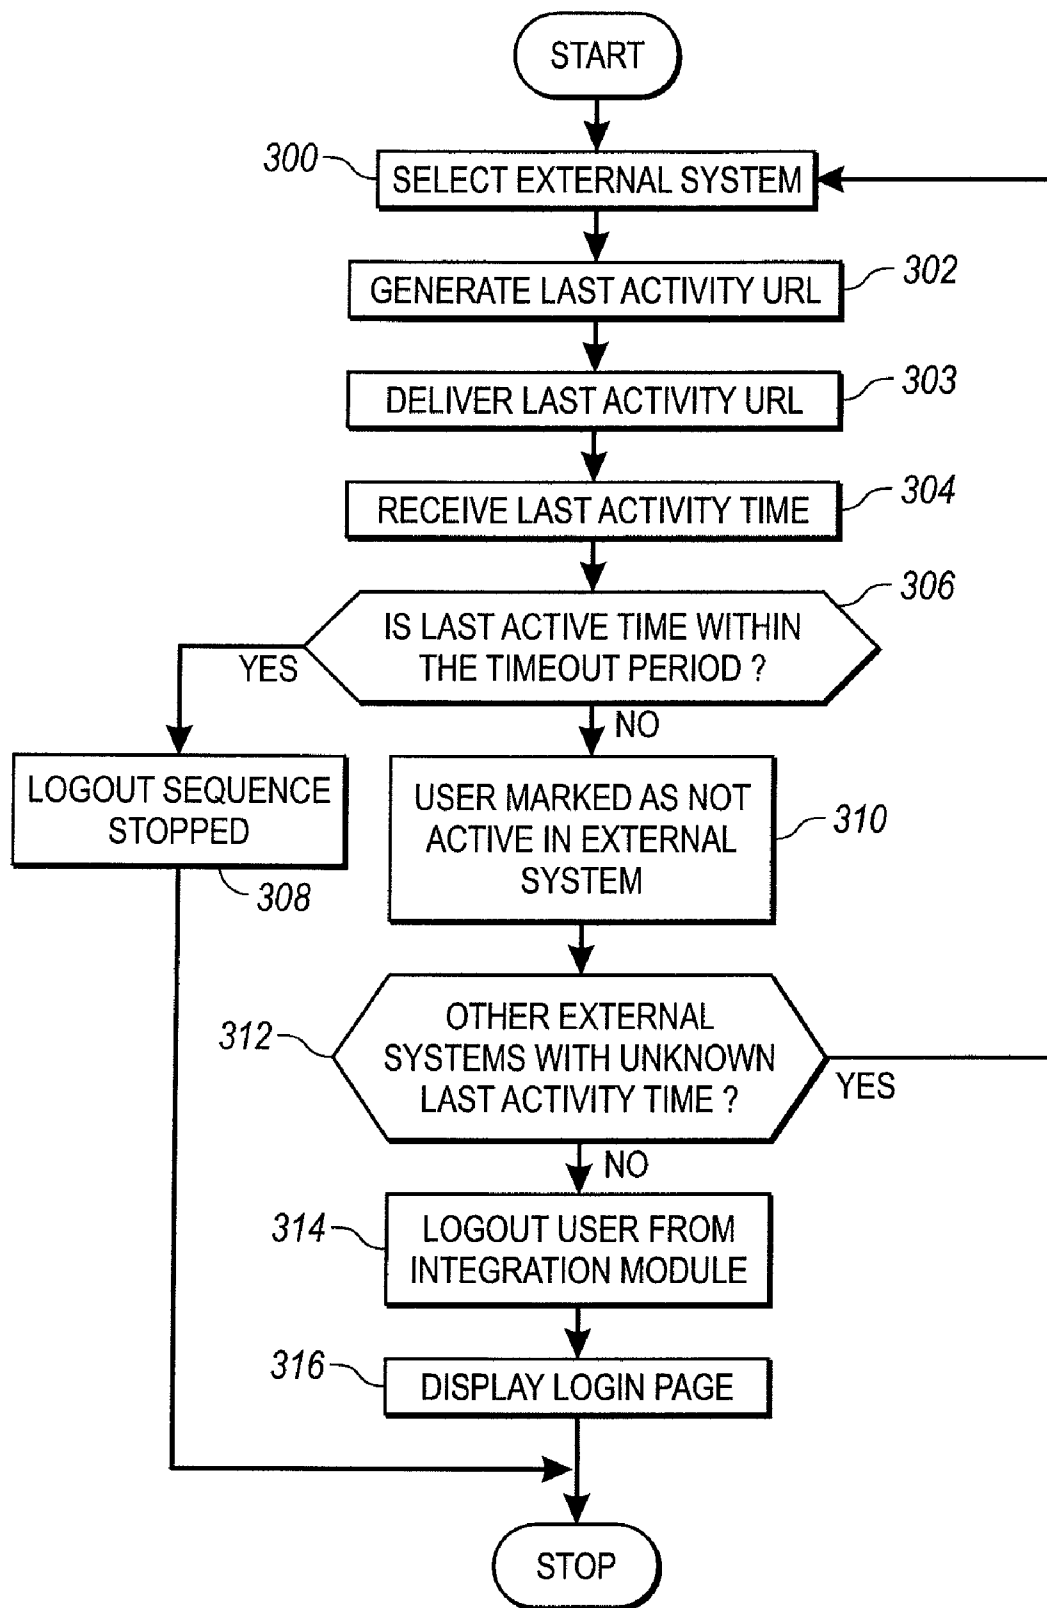 START
300
SELECT EXTERNAL SYSTEM
302
GENERATE LAST ACTIVITY URL
303
DELIVER LAST ACTIVITY URL
304
RECEIVE LAST ACTIVITY TIME
306
IS LAST ACTIVE TIME WITHIN
THE TIMEOUT PERIOD ?
YES
NO
LOGOUT SEQUENCE
STOPPED
308
USER MARKED AS NOT
ACTIVE IN EXTERNAL
SYSTEM
310
312
OTHER EXTERNAL
SYSTEMS WITH UNKNOWN
LAST ACTIVITY TIME ?
YES
NO
314
LOGOUT USER FROM
INTEGRATION MODULE
316
DISPLAY LOGIN PAGE
STOP